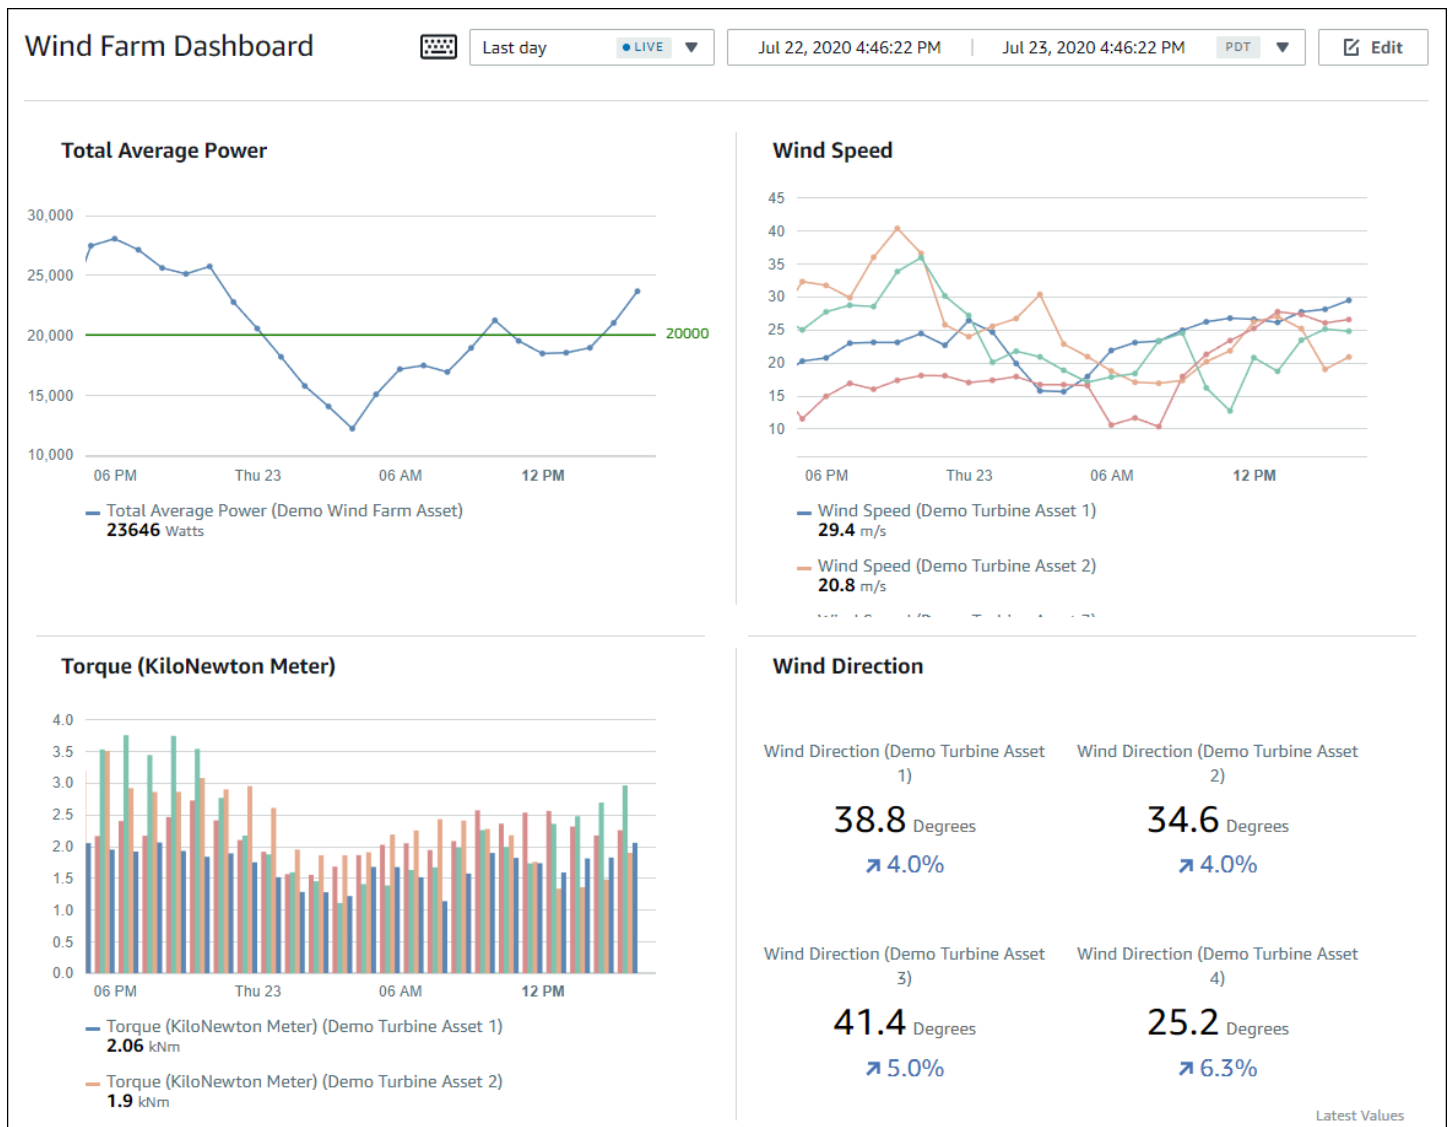 Wind Farm Dashboard
Last day
LIVE
Jul 22, 2020 4:46:22 PM
Jul 23, 2020 4:46:22 PM
PDT
Edit
Total Average Power
30,000
25,000
20,000
15,000
10,000
20000
06 PM
Thu 23
06 AM
12 PM
Total Average Power (Demo Wind Farm Asset)
23646 Watts
Wind Speed
45
40
35
30
25
20
15
10
06 PM
Thu 23
06 AM
12 PM
Wind Speed (Demo Turbine Asset 1)
29.4 m/s
Wind Speed (Demo Turbine Asset 2)
20.8 m/s
Torque (KiloNewton Meter)
4.0
3.5
3.0
2.5
2.0
1.5
1.0
0.5
0.0
06 PM
Thu 23
06 AM
12 PM
Torque (KiloNewton Meter) (Demo Turbine Asset 1)
2.06 kNm
Torque (KiloNewton Meter) (Demo Turbine Asset 2)
1.9 kNm
Wind Direction
Wind Direction (Demo Turbine Asset
1)
38.8 Degrees
4.0%
Wind Direction (Demo Turbine Asset
2)
34.6 Degrees
4.0%
Wind Direction (Demo Turbine Asset
3)
41.4 Degrees
5.0%
Wind Direction (Demo Turbine Asset
4)
25.2 Degrees
6.3%
Latest Values